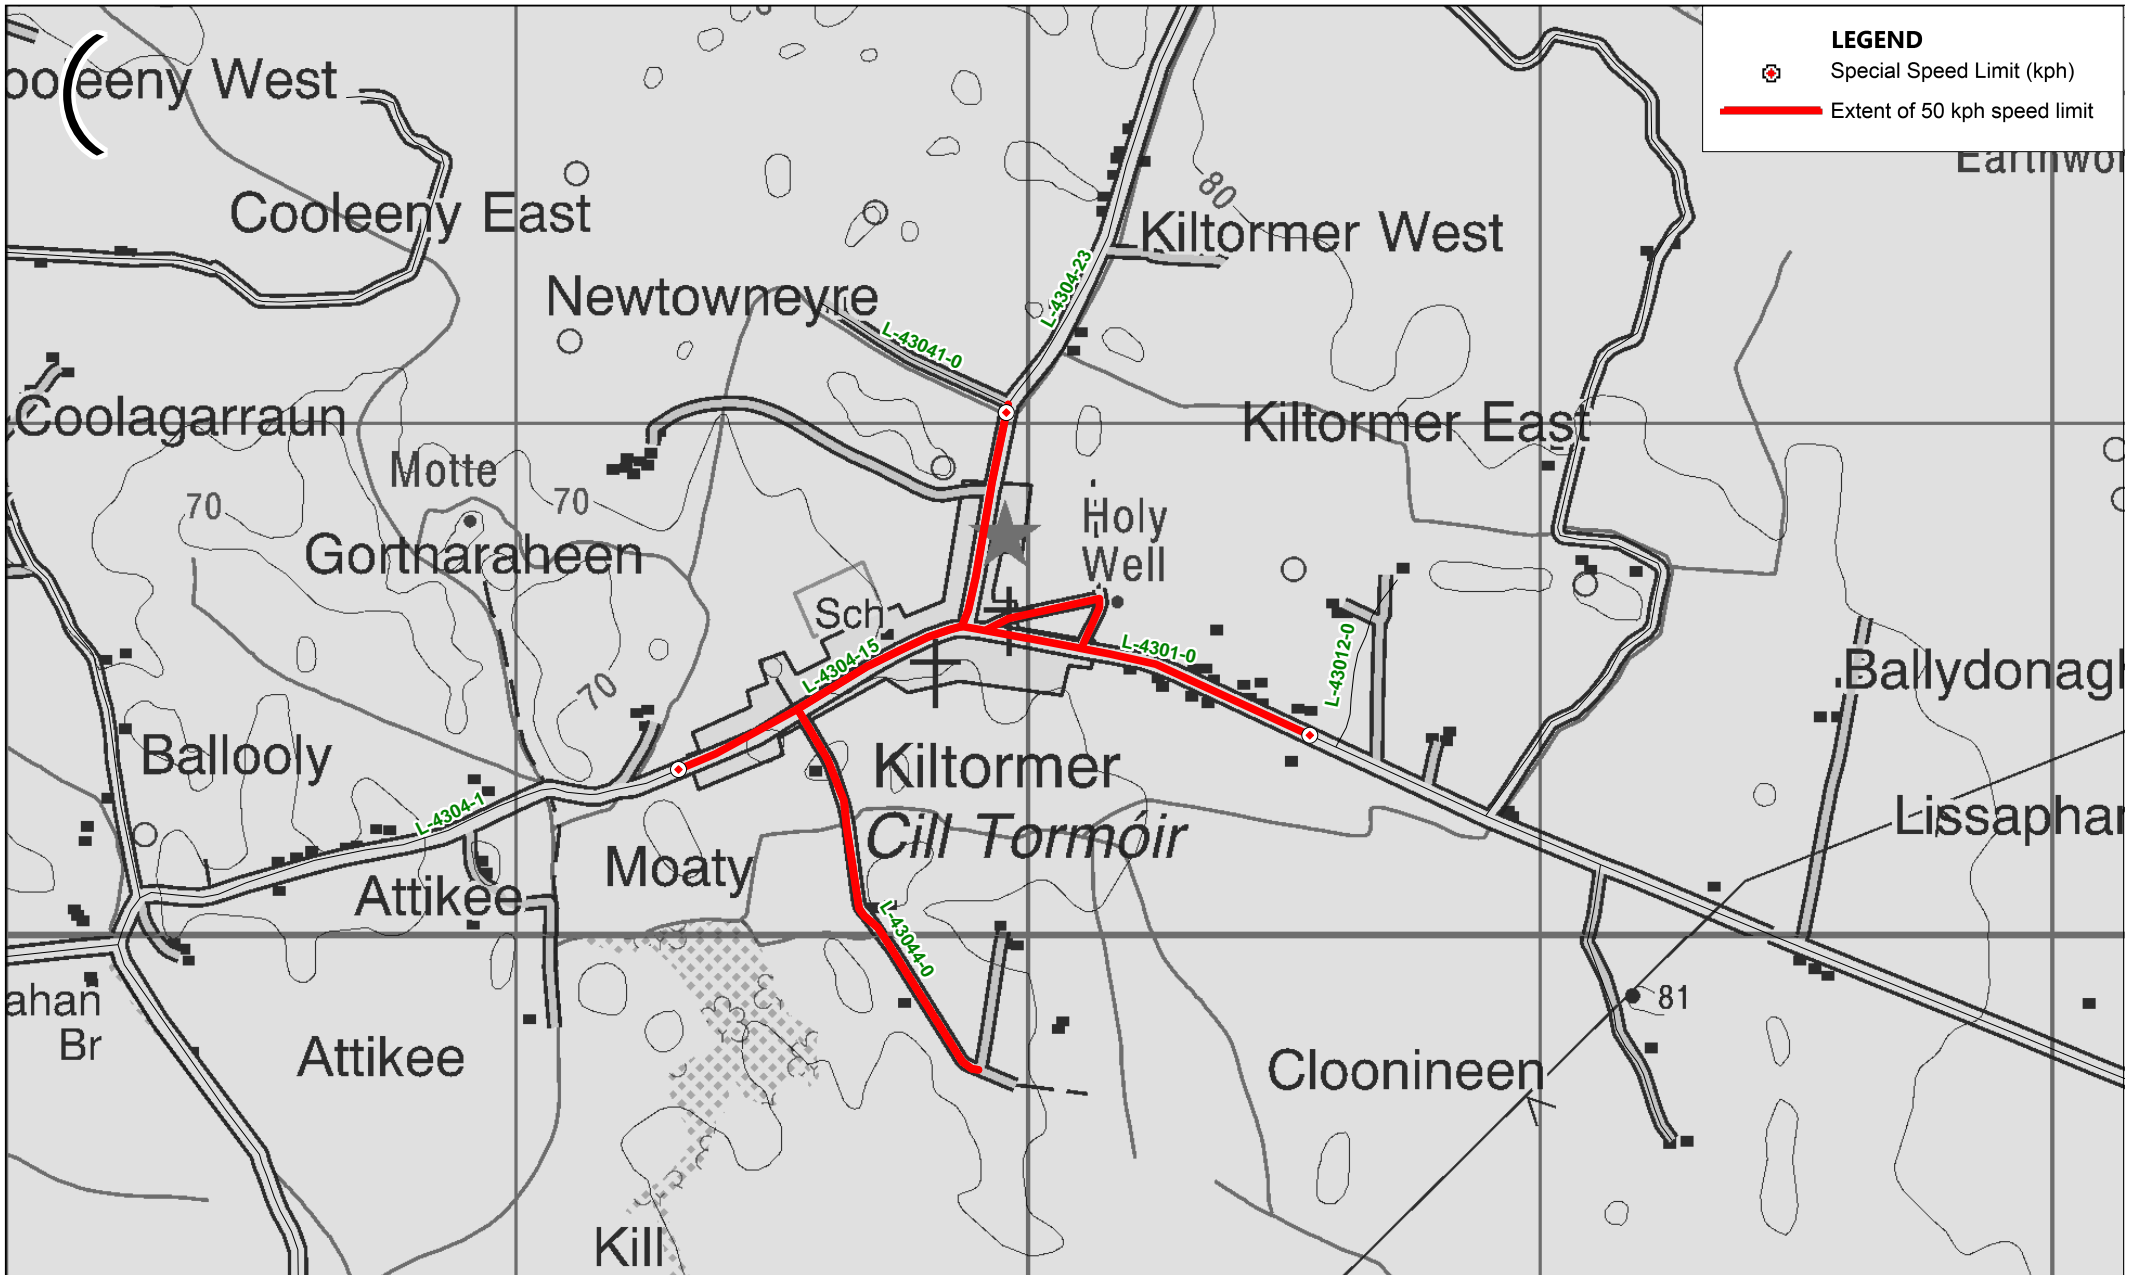 LEGEND
Special Speed Limit (kph)
Extent of 50 kph speed limit
ooleeny West
Earthwor
80
Cooleeny East
Kiltormer West
L-4304-23
Newtowneyre
L-43041-0
Coolagarraun
Kiltormer East
Motte
70
70
Holy
Well
Gortnaraheen
Sch
L-4304-15
L-4301-0
L-43012-0
70
Ballydonagh
Ballooly
Kiltormer
Cill Tormóir
L-4304-1
Lissaphar
Moaty
Attikee
L-43044-0
81
ahan
Br
Attikee
Cloonineen
Kill